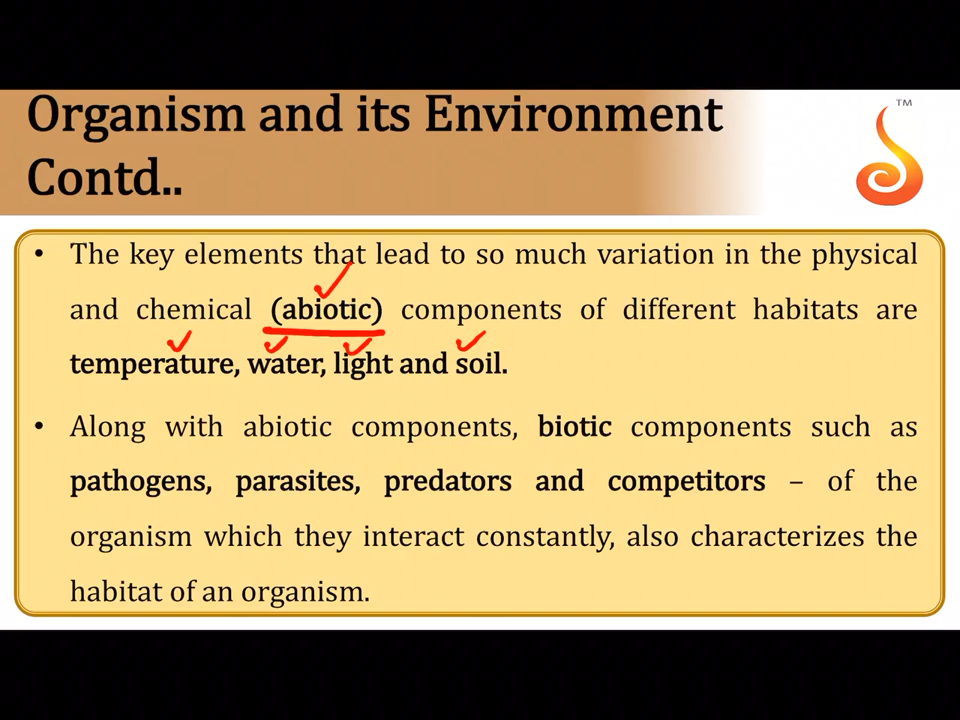 Organism and its Environment
Contd..
TM
• The key elements that lead to so much variation in the physical
and chemical (abiotic) components of different habitats are
temperature, water, light and soil.
• Along with abiotic components, biotic components such as
pathogens, parasites, predators and competitors – of the
organism which they interact constantly, also characterizes the
habitat of an organism.